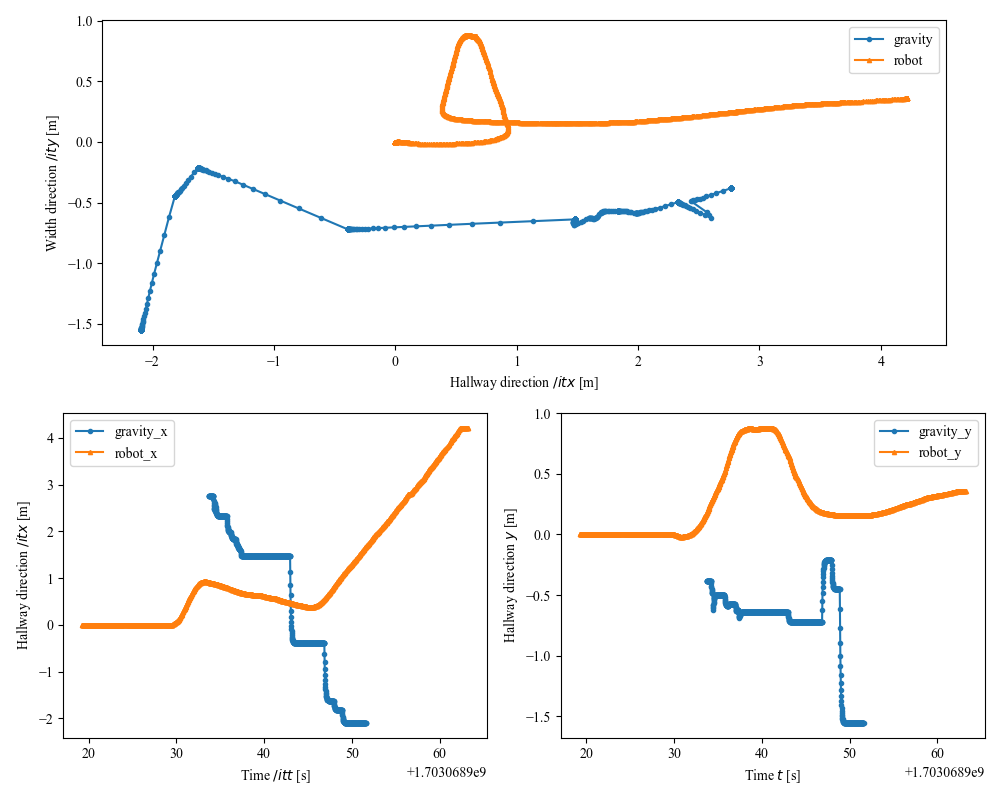 1.0
0.5
0.0
−0.5
−1.0
−1.5
Width direction /ity [m]
gravity
robot
−2
−1
0
1
2
3
4
Hallway direction /itx [m]
4
3
2
1
0
−1
−2
Hallway direction /itx [m]
gravity_x
robot_x
20
30
40
50
60
Time /itt [s]
+1.7030689e9
1.0
0.5
0.0
−0.5
−1.0
−1.5
Hallway direction y [m]
gravity_y
robot_y
20
30
40
50
60
Time t [s]
+1.7030689e9